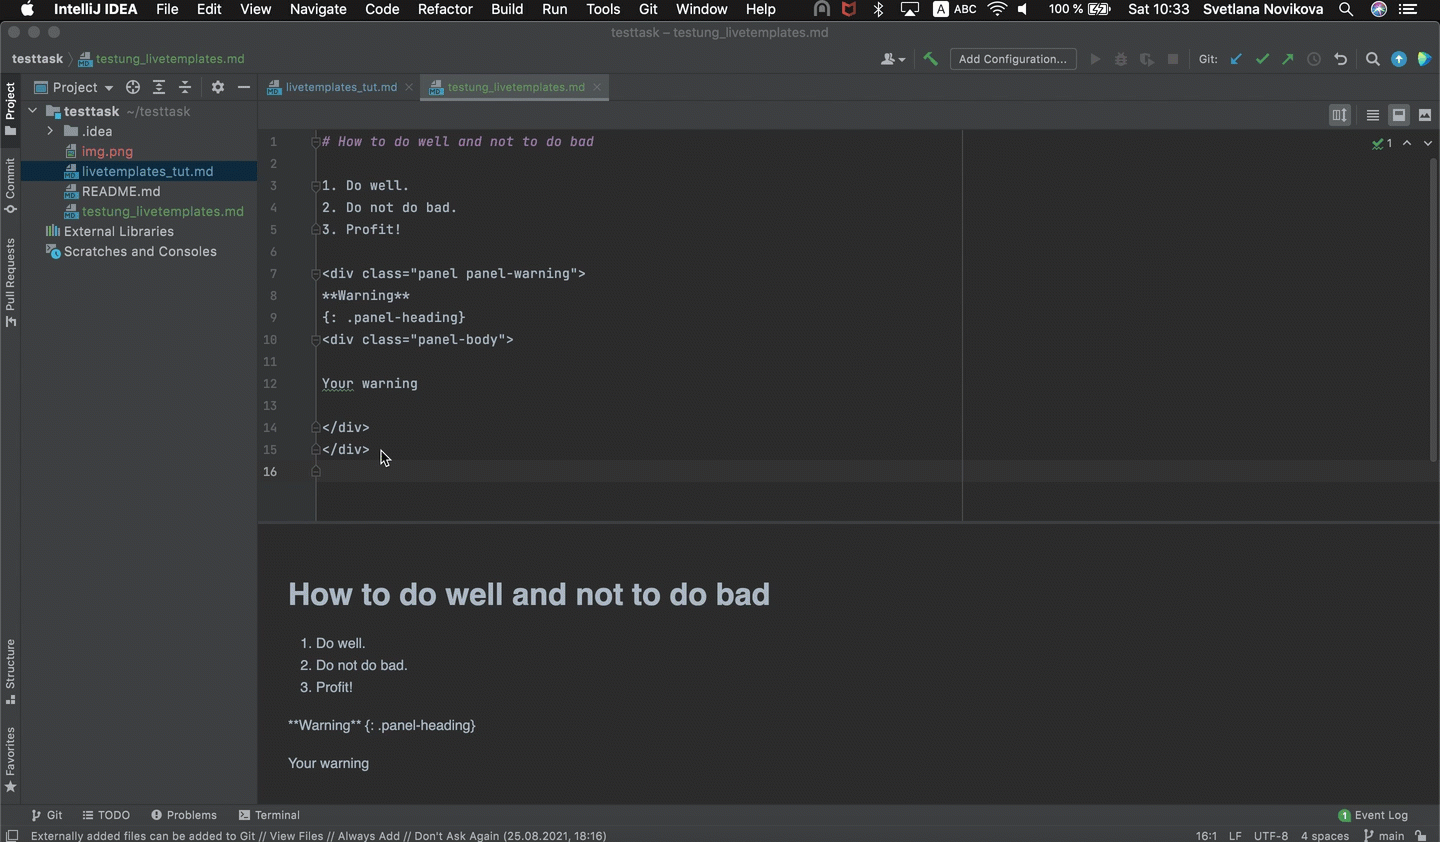 IntelliJ IDEA File Edit View Navigate Code Refactor Build Run Tools Git Window Help A ABC 100 % Sat 10:33 Svetlana Novikova
testtask – testung_livetemplates.md
testtask testung_livetemplates.md Add Configuration... Git:
Project
Project livetemplates_tut.md testung_livetemplates.md
testtask ~/testtask
.idea
img.png
livetemplates_tut.md
README.md
testung_livetemplates.md
External Libraries
Scratches and Consoles
Commit
Pull Requests
Structure
Favorites
1 # How to do well and not to do bad 1
2
3 1. Do well.
4 2. Do not do bad.
5 3. Profit!
6
7 <div class="panel panel-warning">
8 **Warning**
9 {: .panel-heading}
10 <div class="panel-body">
11
12 Your warning
13
14 </div>
15 </div>
16
How to do well and not to do bad
1. Do well.
2. Do not do bad.
3. Profit!
**Warning** {: .panel-heading}
Your warning
Git TODO Problems Terminal 1 Event Log
Externally added files can be added to Git // View Files // Always Add // Don't Ask Again (25.08.2021, 18:16) 16:1 LF UTF-8 4 spaces main